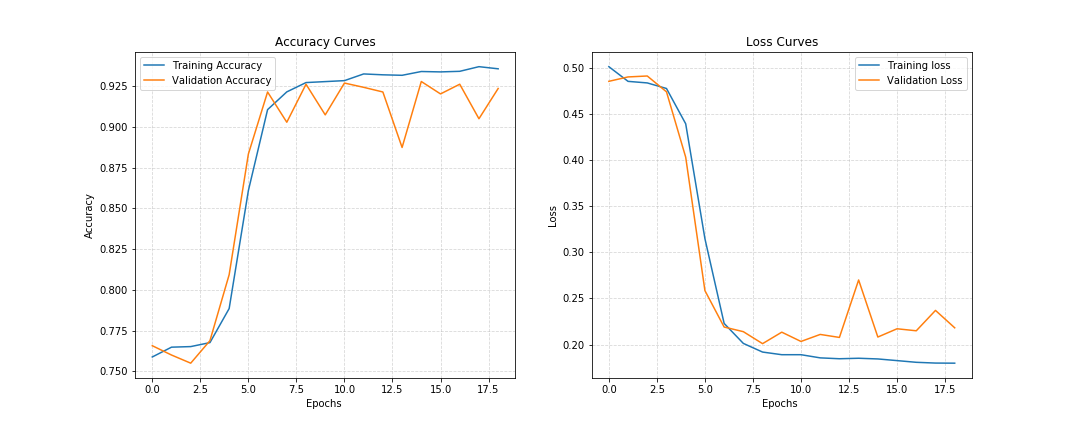 Accuracy Curves
Training Accuracy
Validation Accuracy
0.925
0.900
0.875
0.850
0.825
0.800
0.775
0.750
Accuracy
0.0 2.5 5.0 7.5 10.0 12.5 15.0 17.5
Epochs
Loss Curves
Training loss
Validation Loss
0.50
0.45
0.40
0.35
0.30
0.25
0.20
Loss
0.0 2.5 5.0 7.5 10.0 12.5 15.0 17.5
Epochs